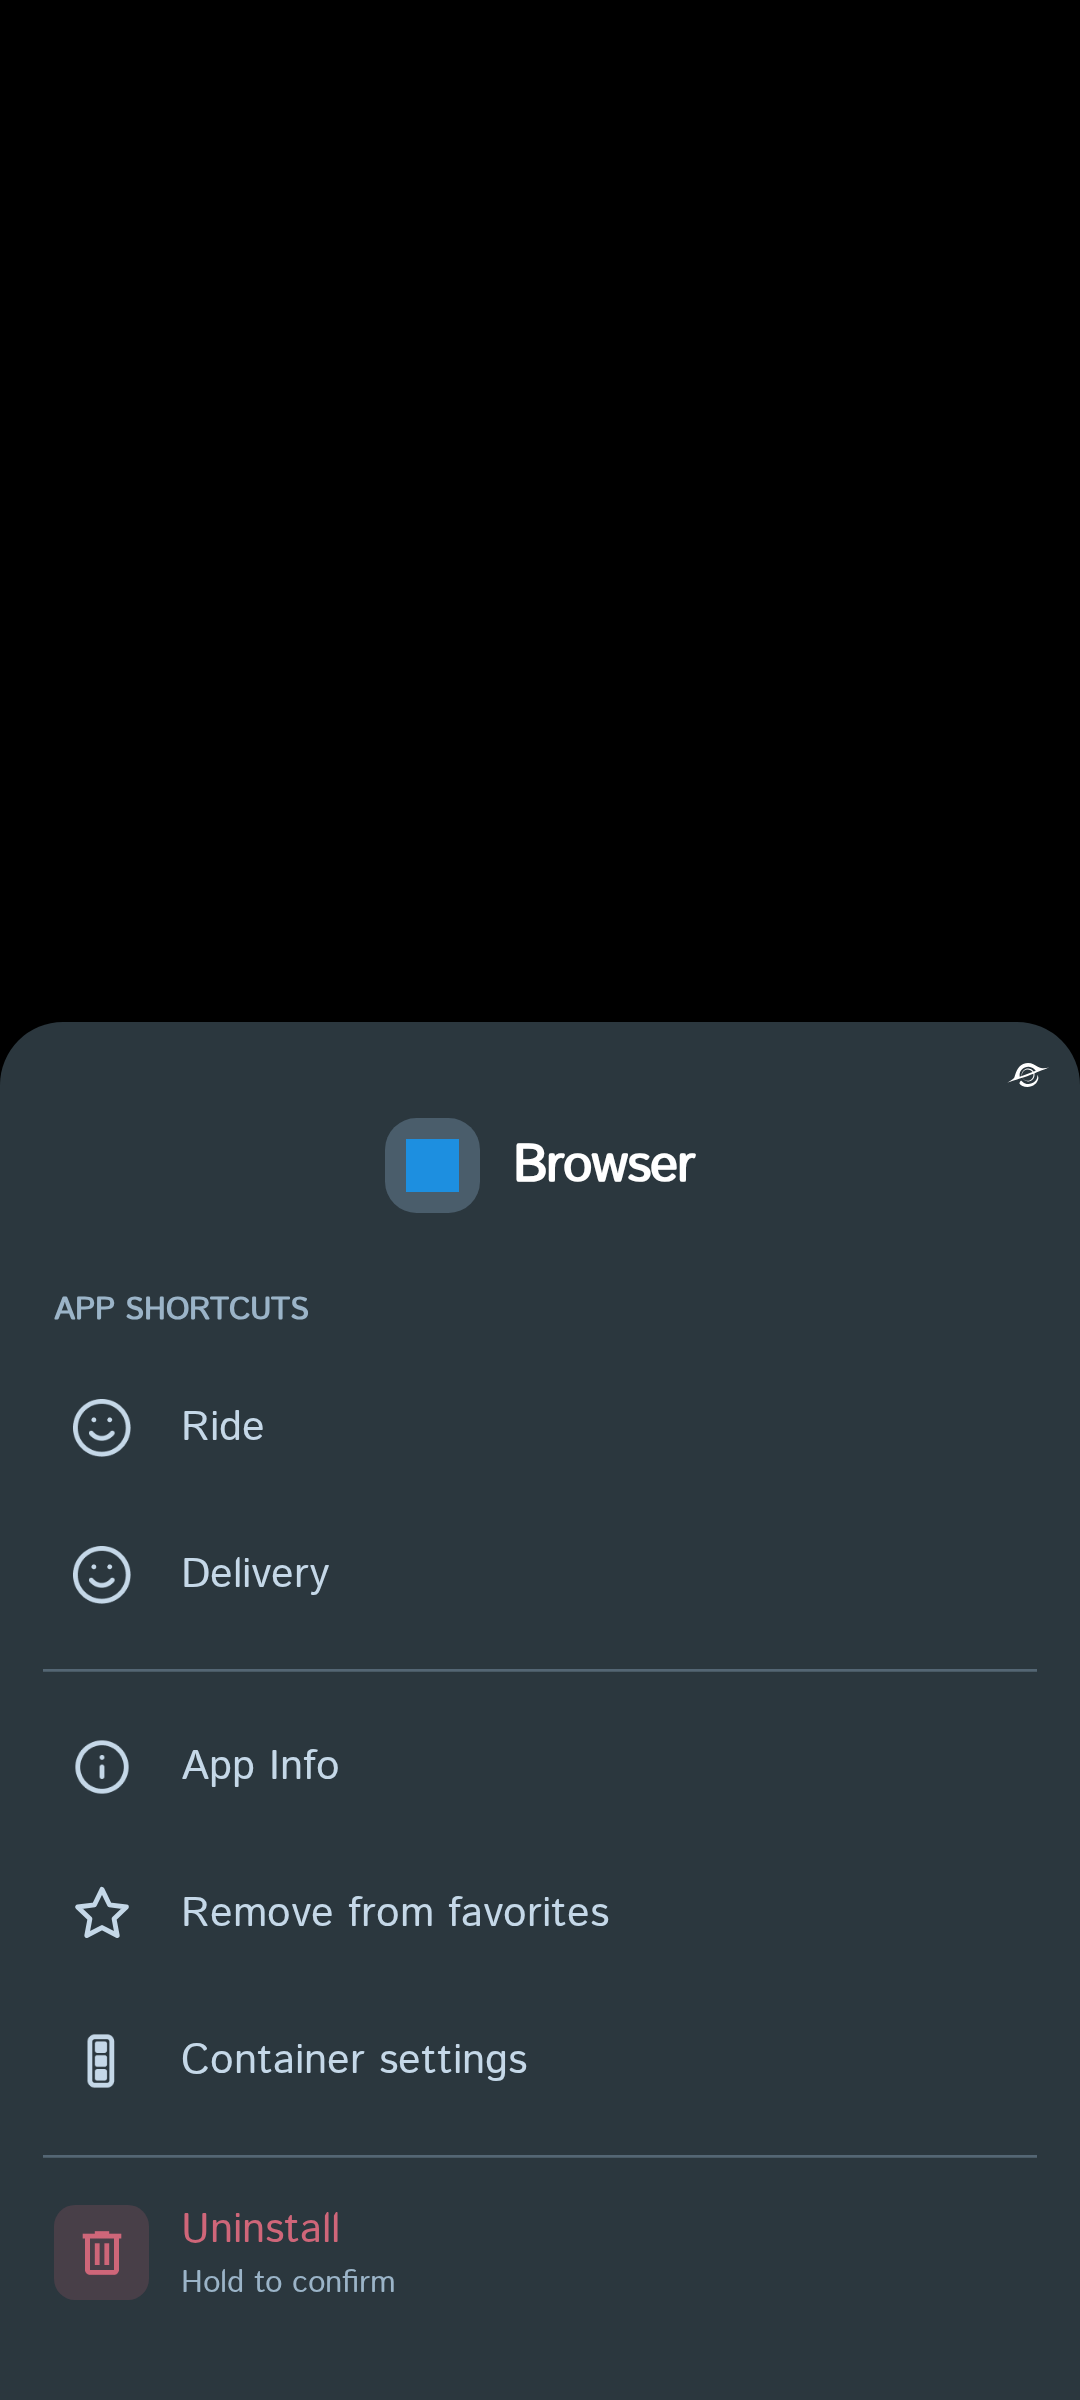 Browser
APP SHORTCUTS
Ride
Delivery
App Info
Remove from favorites
Container settings
Uninstall
Hold to confirm